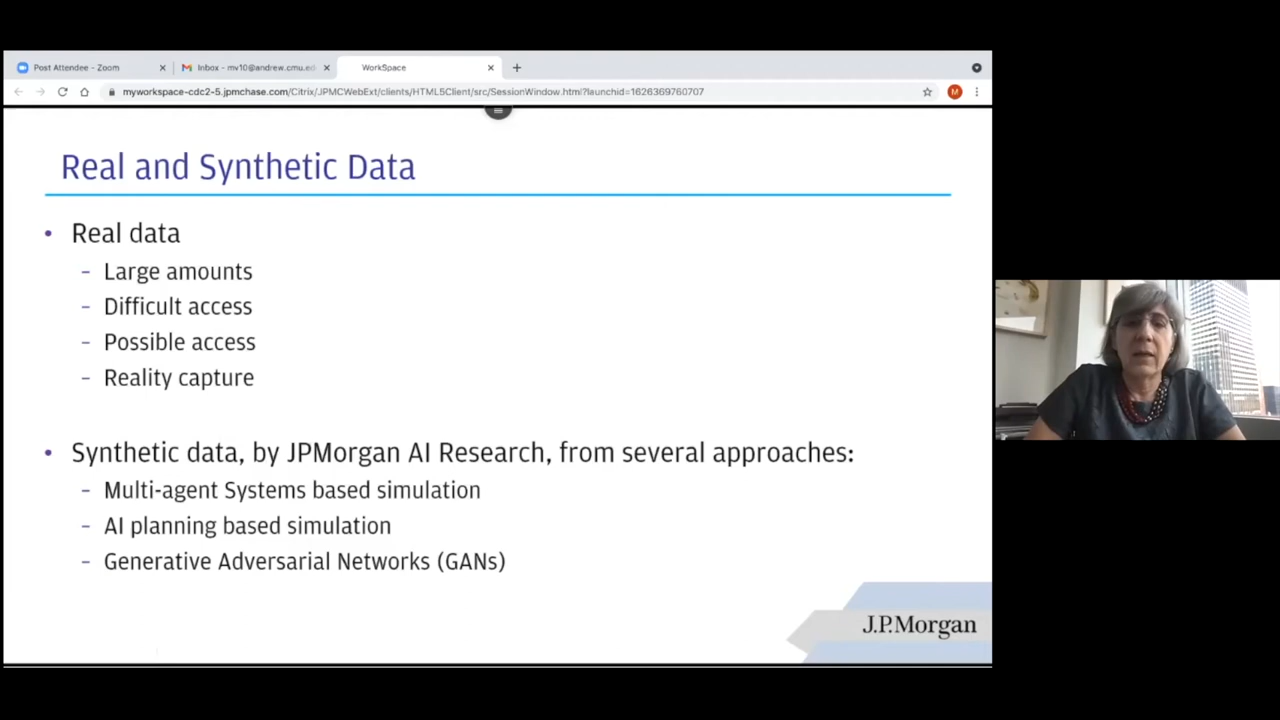 Post Attendee - Zoom
Inbox - mv10@andrew.cmu.ed
WorkSpace
myworkspace-cdc2-5.jpmchase.com/Citrix/JPMCWebExt/clients/HTML5Client/src/SessionWindow.html?launchid=1626369760707
M
Real and Synthetic Data
• Real data
- Large amounts
- Difficult access
- Possible access
- Reality capture
• Synthetic data, by JPMorgan AI Research, from several approaches:
- Multi-agent Systems based simulation
- AI planning based simulation
- Generative Adversarial Networks (GANs)
J.P.Morgan